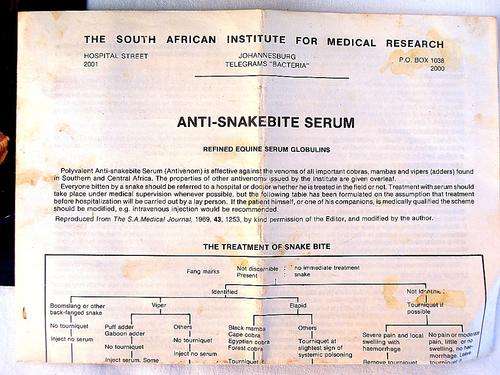 THE SOUTH AFRICAN INSTITUTE FOR MEDICAL RESEARCH
HOSPITAL STREET
2001
JOHANNESBURG
TELEGRAMS "BACTERIA"
P.O. BOX 1038
2000
ANTI-SNAKEBITE SERUM
REFINED EQUINE SERUM GLOBULINS
Polyvalent Anti-snakebite Serum (Antivenom) is effective against the venoms of all important cobras, mambas and vipers (adders) found
in Southern and Central Africa. The properties of other antivenoms issued by the Institute are given overleaf.
Everyone bitten by a snake should be referred to a hospital or doctor whether he is treated in the field or not. Treatment with serum should
take place under medical supervision whenever possible, but the following table has been formulated on the assumption that treatment
before hospitalization will be carried out by a lay person. If the patient himself, or one of his companions, is medically qualified the scheme
should be modified, e.g. intravenous injection would be recommended.
Reproduced from The S.A. Medical Journal, 1969, 43, 1253, by kind permission of the Editor, and modified by the author.
THE TREATMENT OF SNAKE BITE
Fang marks
Not discernible : no immediate treatment
Present : snake
Identified
Not
Boomslang or other
back-fanged snake
No tourniquet
Inject no serum
Viper
Puff adder
Gaboon adder
No tourniquet
Inject serum. Some
Others
No tourniquet
Inject no serum
Elapid
Black mamba
Cape cobra
Egyptian cobra
Forest cobra
Tourniquet
Others
Tourniquet at
slightest sign of
systemic poisoning
Tourniquet if
possible
Severe pain and local
swelling with
haemorrhage
Remove tourniquet
No pain or moderate
pain, little or no
swelling, no hae-
morrhage. Leave